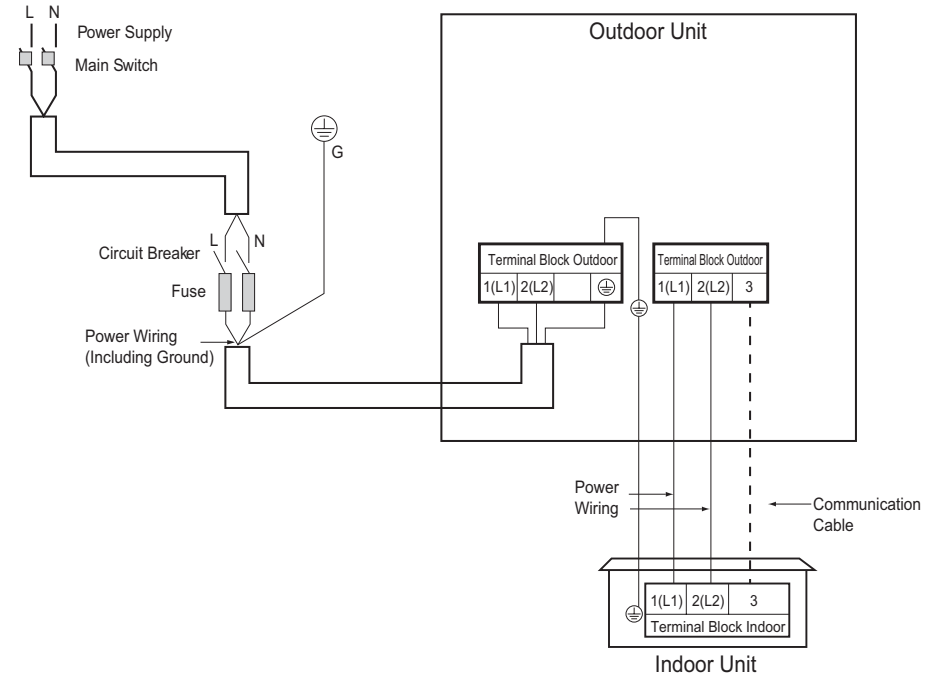 L N
Power Supply
Main Switch
Outdoor Unit
G
L N
Circuit Breaker
Fuse
Power Wiring
(Including Ground)
Terminal Block Outdoor
1(L1) 2(L2)
Terminal Block Outdoor
1(L1) 2(L2) 3
Power
Wiring
Communication
Cable
1(L1) 2(L2) 3
Terminal Block Indoor
Indoor Unit